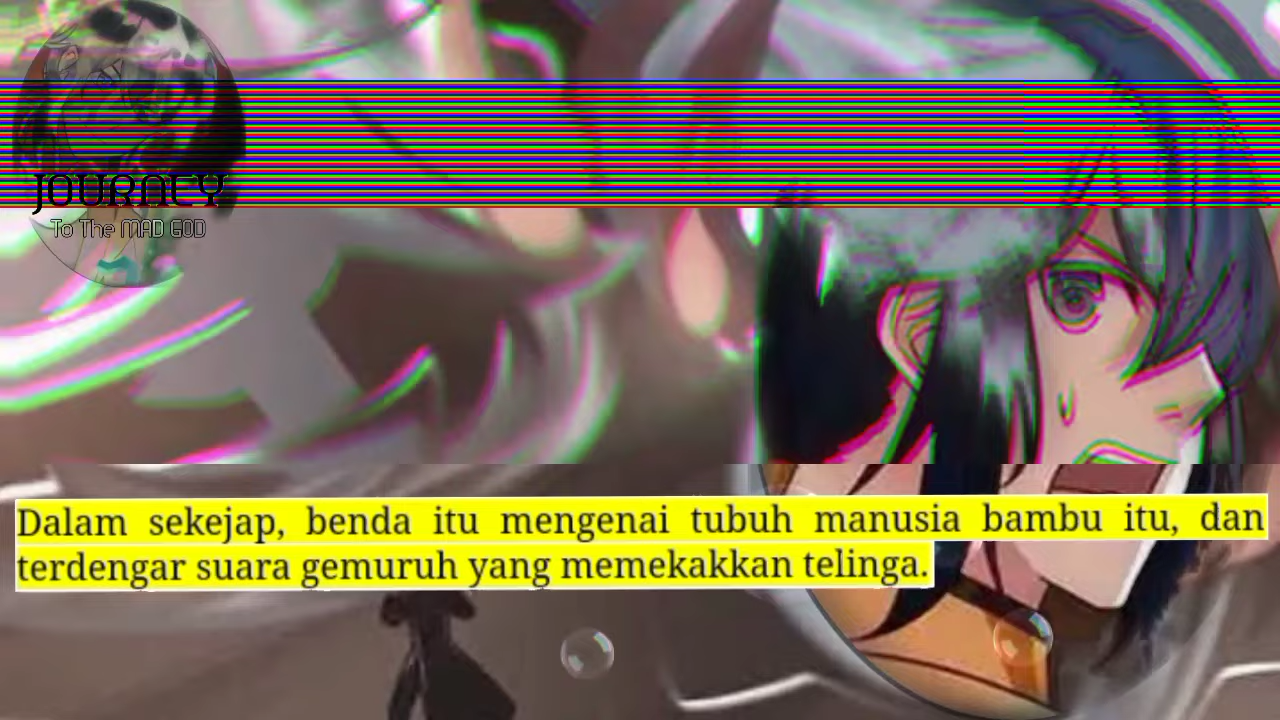 JOURNEY
To The MAD GOD
Dalam sekejap, benda itu mengenai tubuh manusia bambu itu, dan
terdengar suara gemuruh yang memekakkan telinga.